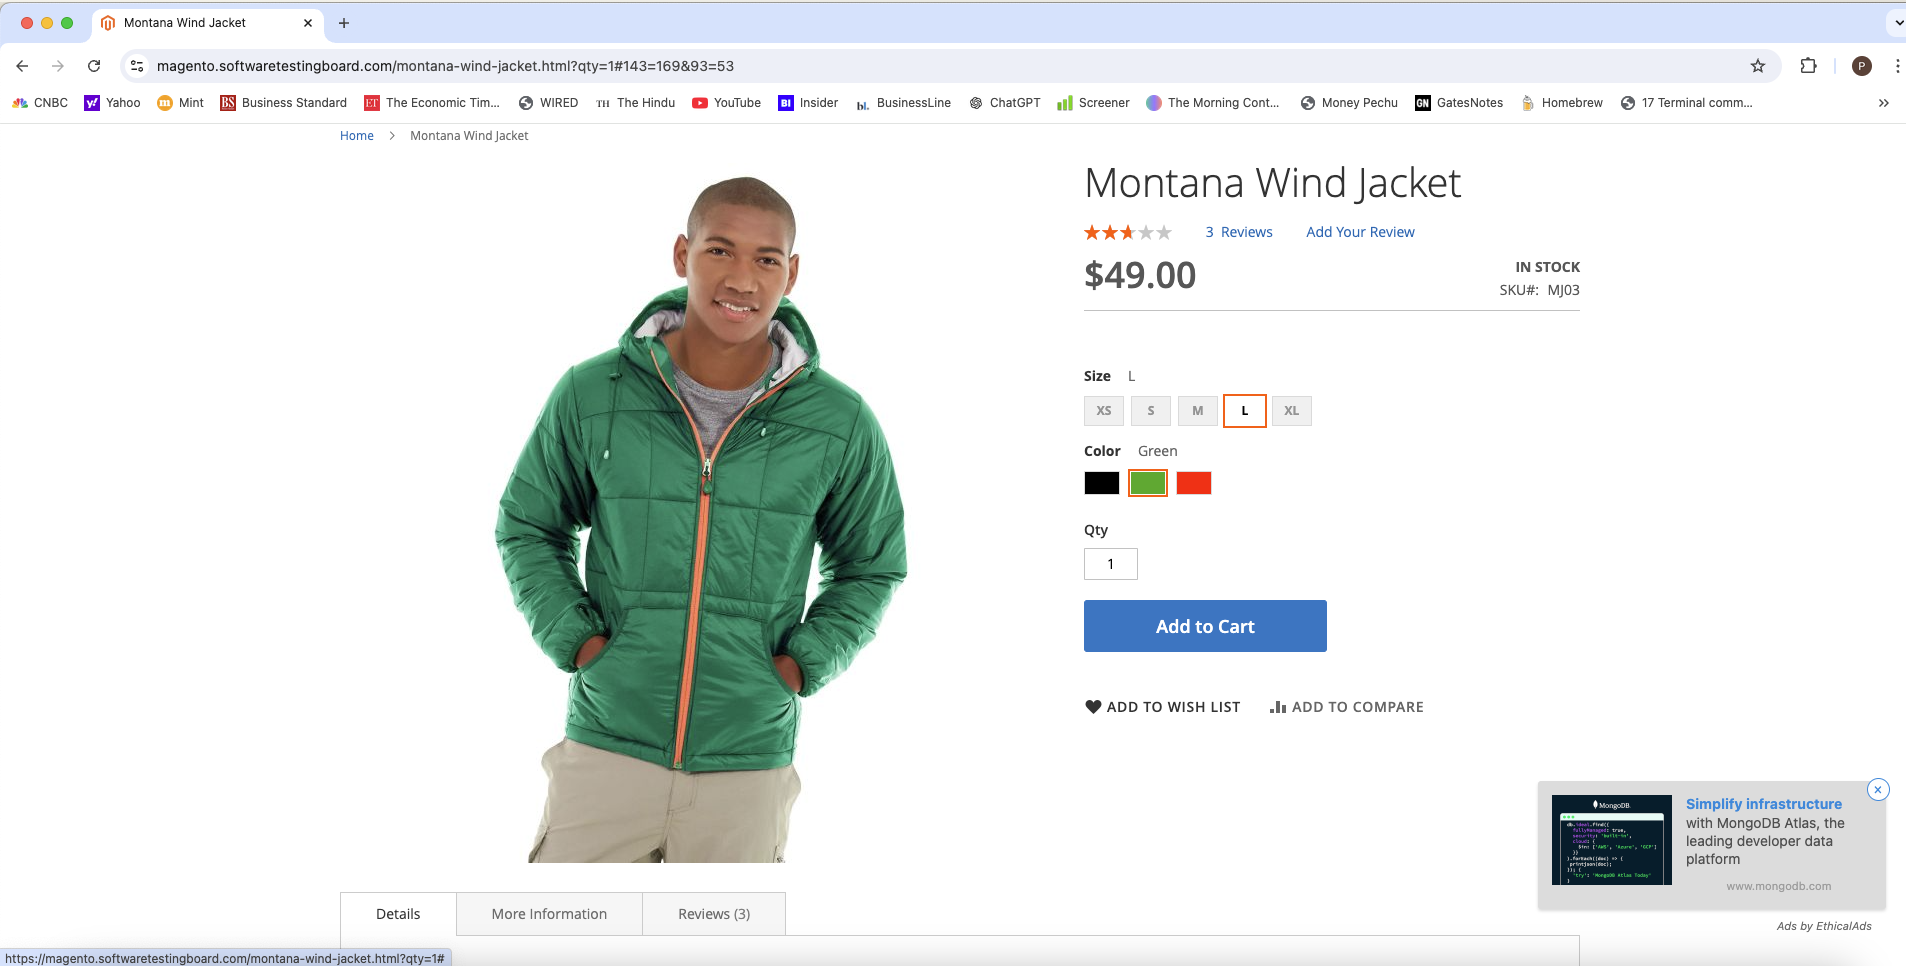 Montana Wind Jacket
magento.softwaretestingboard.com/montana-wind-jacket.html?qty=1#143=169&93=53
P
CNBC Yahoo Mint Business Standard The Economic Tim... WIRED The Hindu YouTube Insider BusinessLine ChatGPT Screener The Morning Cont... Money Pechu GatesNotes Homebrew 17 Terminal comm...
Home > Montana Wind Jacket
Montana Wind Jacket
3 Reviews Add Your Review
$49.00
IN STOCK
SKU#: MJ03
Size L
XS S M L XL
Color Green
Qty
1
Add to Cart
ADD TO WISH LIST ADD TO COMPARE
MongoDB
Simplify infrastructure
with MongoDB Atlas, the
leading developer data
platform
www.mongodb.com
Ads by EthicalAds
Details More Information Reviews (3)
https://magento.softwaretestingboard.com/montana-wind-jacket.html?qty=1#